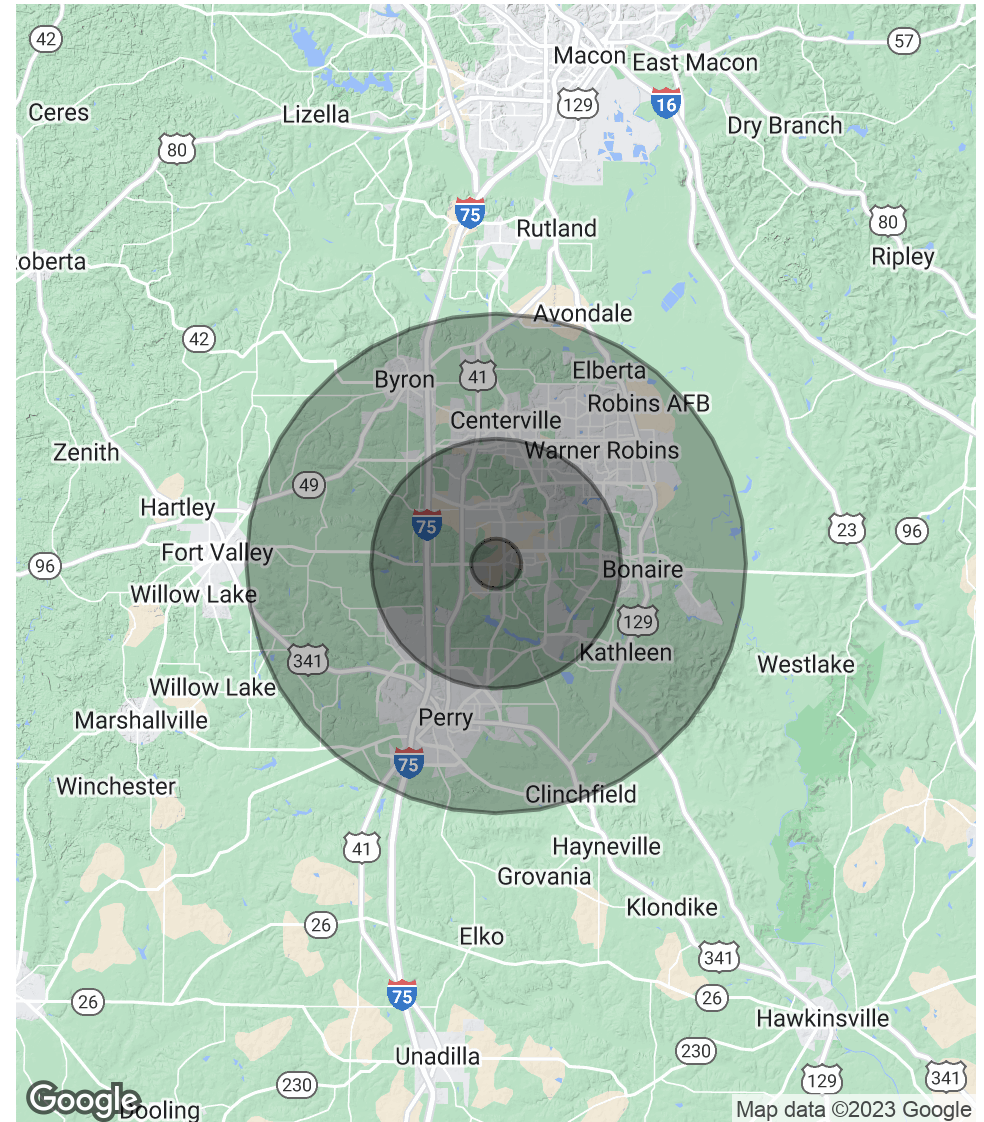 42
Macon
East Macon
57
Ceres
Lizella
129
16
Dry Branch
80
75
Rutland
80
oberta
Ripley
Avondale
42
Byron
41
Elberta
Robins AFB
Centerville
Zenith
Warner Robins
49
Hartley
75
23
96
Fort Valley
96
Bonaire
Willow Lake
129
341
Kathleen
Westlake
Willow Lake
Marshallville
Perry
75
Winchester
Clinchfield
41
Hayneville
Grovania
Klondike
26
Elko
341
75
26
26
Hawkinsville
230
Unadilla
230
129
341
Google
Dooling
Map data ©2023 Google